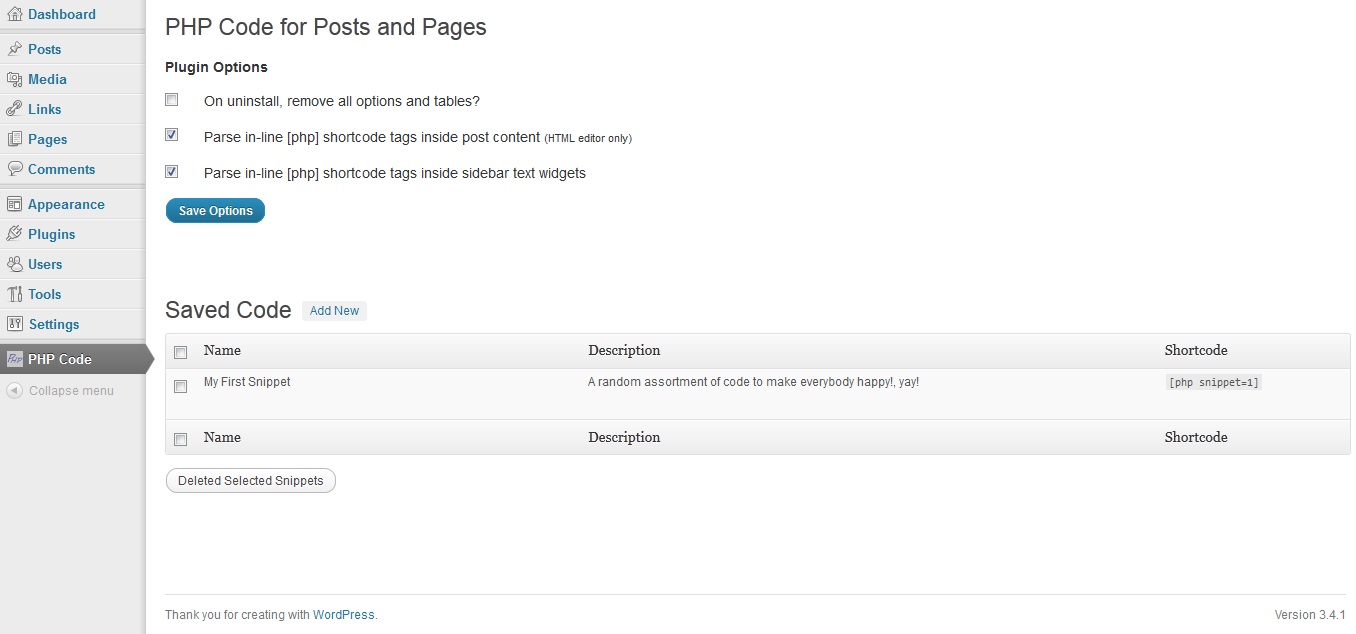 Dashboard
Posts
Media
Links
Pages
Comments
Appearance
Plugins
Users
Tools
Settings
PHP PHP Code
Collapse menu
PHP Code for Posts and Pages
Plugin Options
On uninstall, remove all options and tables?
Parse in-line [php] shortcode tags inside post content (HTML editor only)
Parse in-line [php] shortcode tags inside sidebar text widgets
Save Options
Saved Code Add New
Name Description Shortcode
My First Snippet A random assortment of code to make everybody happy!, yay! [php snippet=1]
Name Description Shortcode
Deleted Selected Snippets
Thank you for creating with WordPress. Version 3.4.1